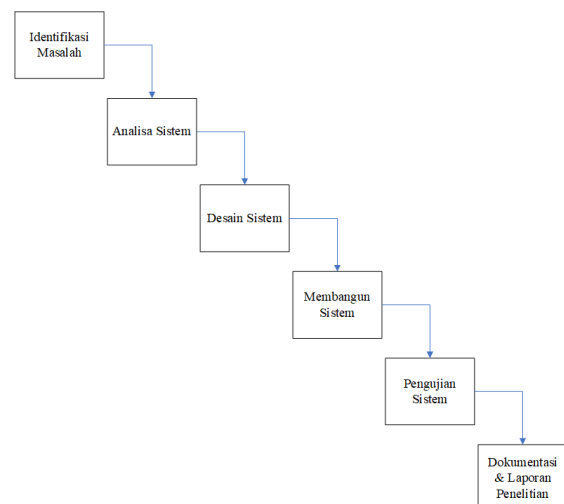 Identifikasi
Masalah
Analisa Sistem
Desain Sistem
Membangun
Sistem
Pengujian
Sistem
Dokumentasi
& Laporan
Penelitian